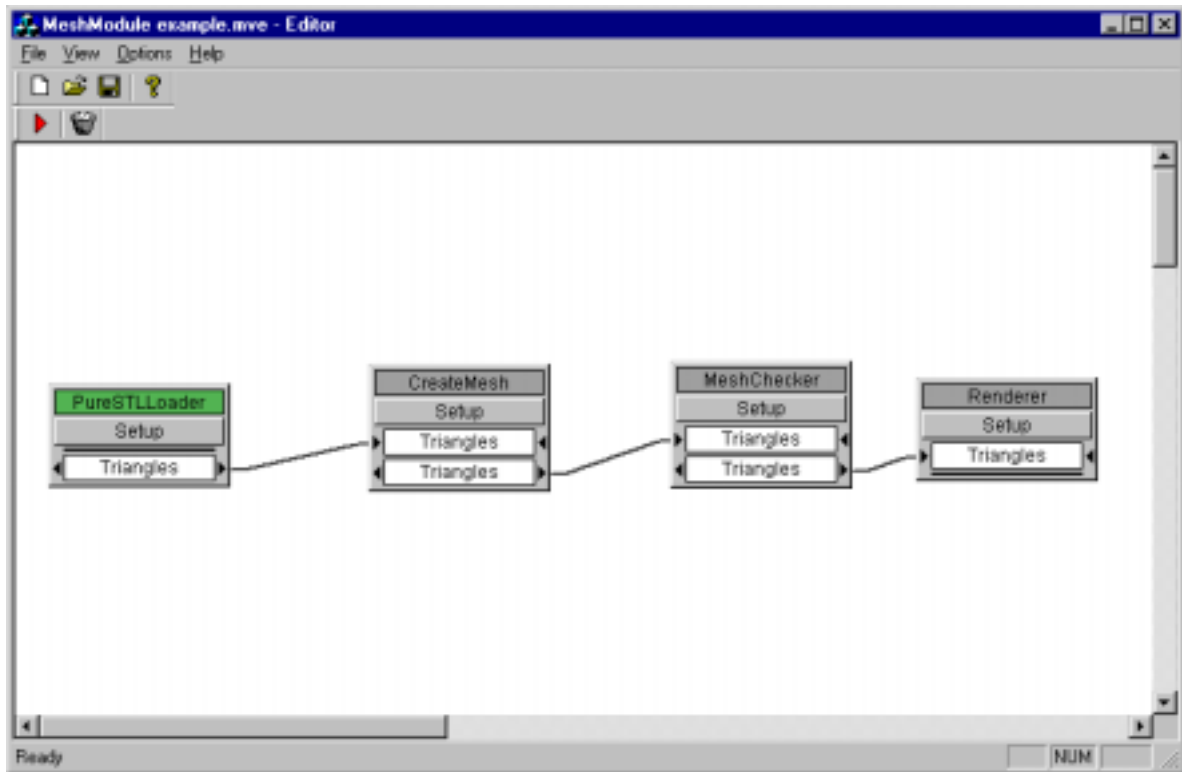 MeshModule example.mve - Editor
File View Options Help
PureSTLLoader
Setup
Triangles
CreateMesh
Setup
Triangles
Triangles
MeshChecker
Setup
Triangles
Triangles
Renderer
Setup
Triangles
Ready
NUM